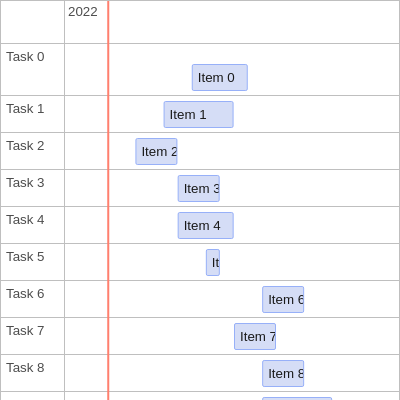 2022
Task 0
Item 0
Task 1
Item 1
Task 2
Item 2
Task 3
Item 3
Task 4
Item 4
Task 5
It
Task 6
Item 6
Task 7
Item 7
Task 8
Item 8